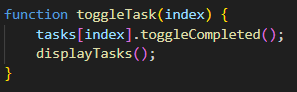 function toggleTask(index) {
    tasks[index].toggleCompleted();
    displayTasks();
}